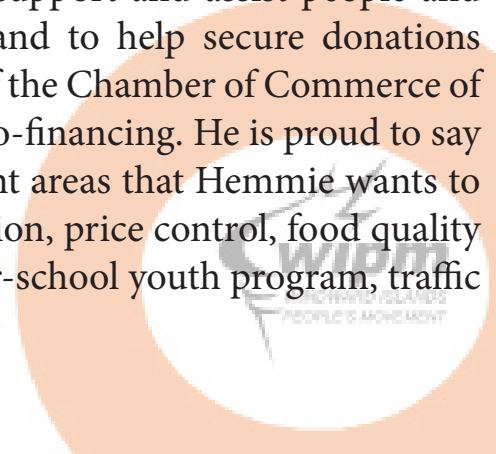 support and assist people and
and to help secure donations
f the Chamber of Commerce of
o-financing. He is proud to say
nt areas that Hemmie wants to
ion, price control, food quality
r-school youth program, traffic
wipm
WINDWARD ISLANDS
PEOPLE'S MOVEMENT